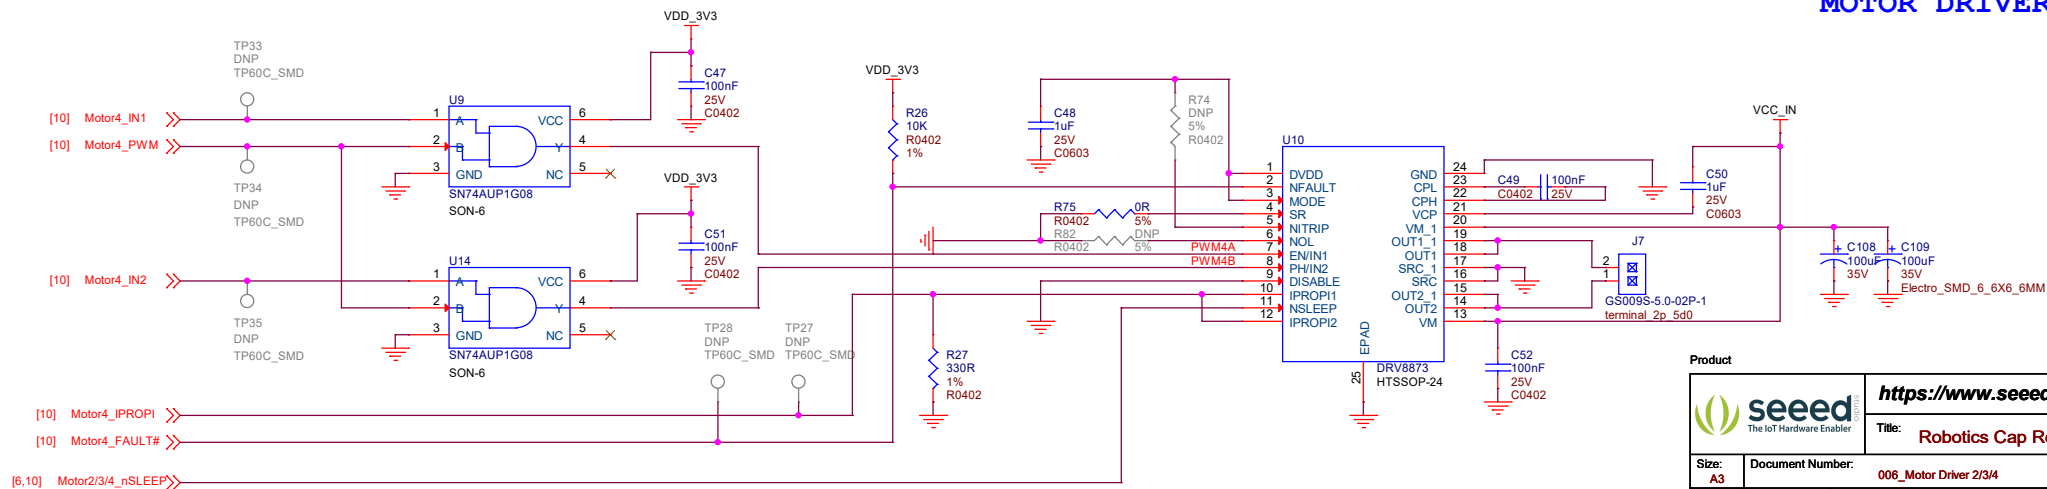 MOTOR DRIVER
VDD_3V3
TP33
DNP
TP60C_SMD
C47
100nF
25V
C0402
VDD_3V3
R26
10K
R0402
1%
C48
1uF
25V
C0603
R74
DNP
5%
R0402
VCC_IN
U9
[10] Motor4_IN1
1 A VCC 6
[10] Motor4_PWM
2 B Y 4
3 GND NC 5
SN74AUP1G08
SON-6
TP34
DNP
TP60C_SMD
VDD_3V3
C51
100nF
25V
C0402
U14
[10] Motor4_IN2
1 A VCC 6
2 B Y 4
3 GND NC 5
SN74AUP1G08
SON-6
TP35
DNP
TP60C_SMD
TP28
DNP
TP60C_SMD
TP27
DNP
TP60C_SMD
R27
330R
1%
R0402
R75 0R
R0402 5%
R82 DNP
R0402 5%
PWM4A
PWM4B
U10
1 DVDD GND 24
2 NFAULT CPL 23
3 MODE CPH 22
4 SR VCP 21
5 NITRIP VM_1 20
6 NOL OUT1_1 19
7 EN/IN1 OUT1 18
8 PH/IN2 SRC_1 17
9 DISABLE SRC 16
10 IPROPI1 OUT2_1 15
11 NSLEEP OUT2 14
12 IPROPI2 VM 13
EPAD
25
DRV8873
HTSSOP-24
C49 100nF
C0402 25V
C50
1uF
25V
C0603
J7
2
1
GS009S-5.0-02P-1
terminal_2p_5d0
C108
100uF
35V
C109
100uF
35V
Electro_SMD_6_6X6_6MM
C52
100nF
25V
C0402
[10] Motor4_IPROPI
[10] Motor4_FAULT#
[6,10] Motor2/3/4_nSLEEP
Product
seeed studio
The IoT Hardware Enabler
https://www.seeed
Title: Robotics Cap Re
Size: A3
Document Number: 006_Motor Driver 2/3/4